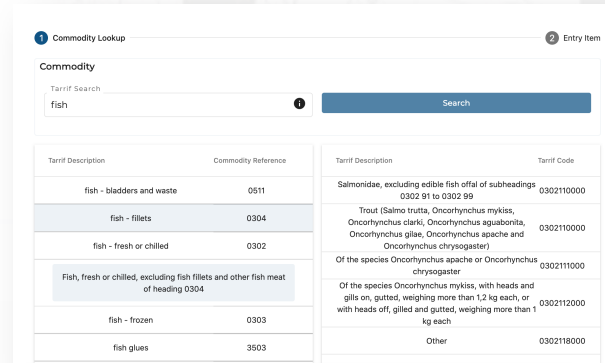 1 Commodity Lookup
2 Entry Item
Commodity
Tarrif Search
fish
Search
Tarrif Description Commodity Reference
fish - bladders and waste 0511
fish - fillets 0304
fish - fresh or chilled 0302
Fish, fresh or chilled, excluding fish fillets and other fish meat
of heading 0304
fish - frozen 0303
fish glues 3503
Tarrif Description Tarrif Code
Salmonidae, excluding edible fish offal of subheadings
0302 91 to 0302 99
0302110000
Trout (Salmo trutta, Oncorhynchus mykiss,
Oncorhynchus clarki, Oncorhynchus aguabonita,
Oncorhynchus gilae, Oncorhynchus apache and
Oncorhynchus chrysogaster)
0302110000
Of the species Oncorhynchus apache or Oncorhynchus
chrysogaster
0302111000
Of the species Oncorhynchus mykiss, with heads and
gills on, gutted, weighing more than 1,2 kg each, or
with heads off, gilled and gutted, weighing more than 1
kg each
0302112000
Other 0302118000